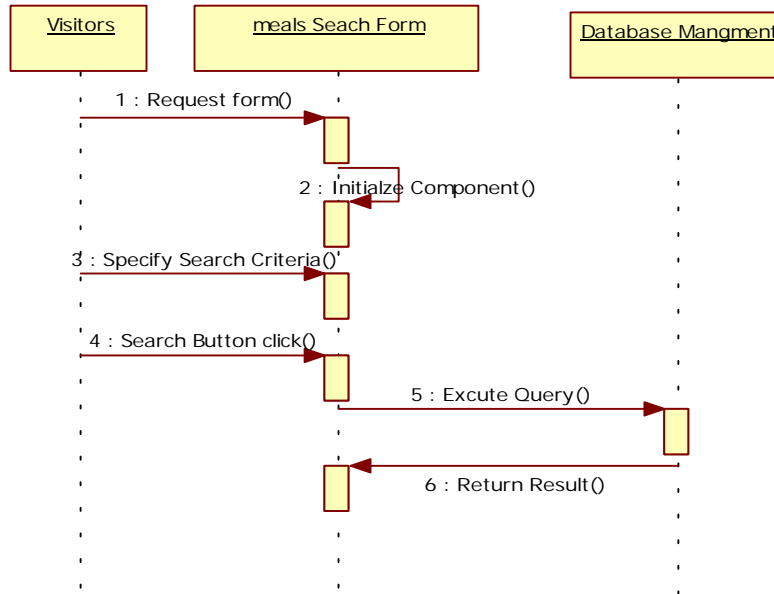 Visitors
meals Seach Form
Database Mangment
1 : Request form()
2 : Initialze Component()
3 : Specify Search Criteria()
4 : Search Button click()
5 : Excute Query()
6 : Return Result()